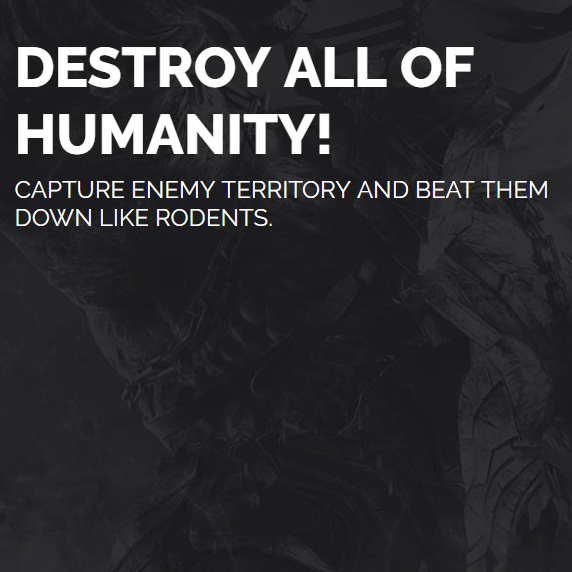 DESTROY ALL OF
HUMANITY!
CAPTURE ENEMY TERRITORY AND BEAT THEM
DOWN LIKE RODENTS.